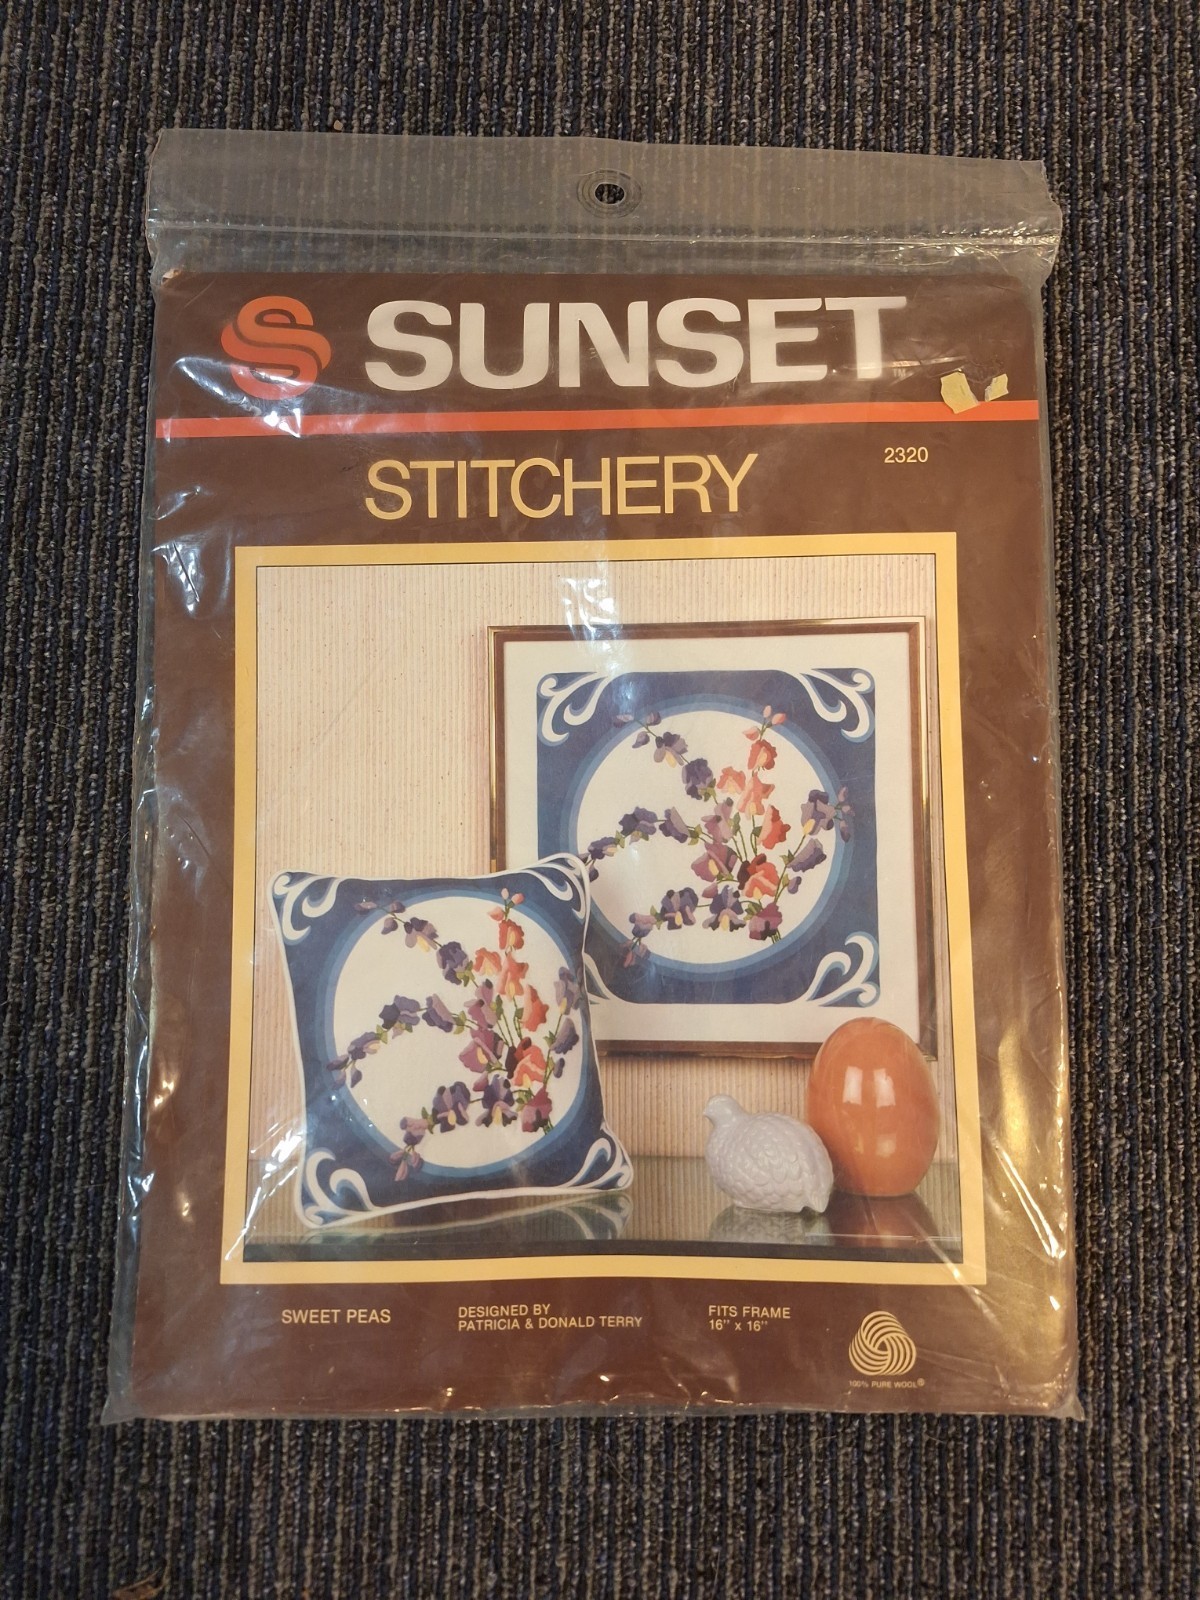 SUNSET
STITCHERY
2320
SWEET PEAS
DESIGNED BY
PATRICIA & DONALD TERRY
FITS FRAME
16" x 16"
100% PURE WOOL®